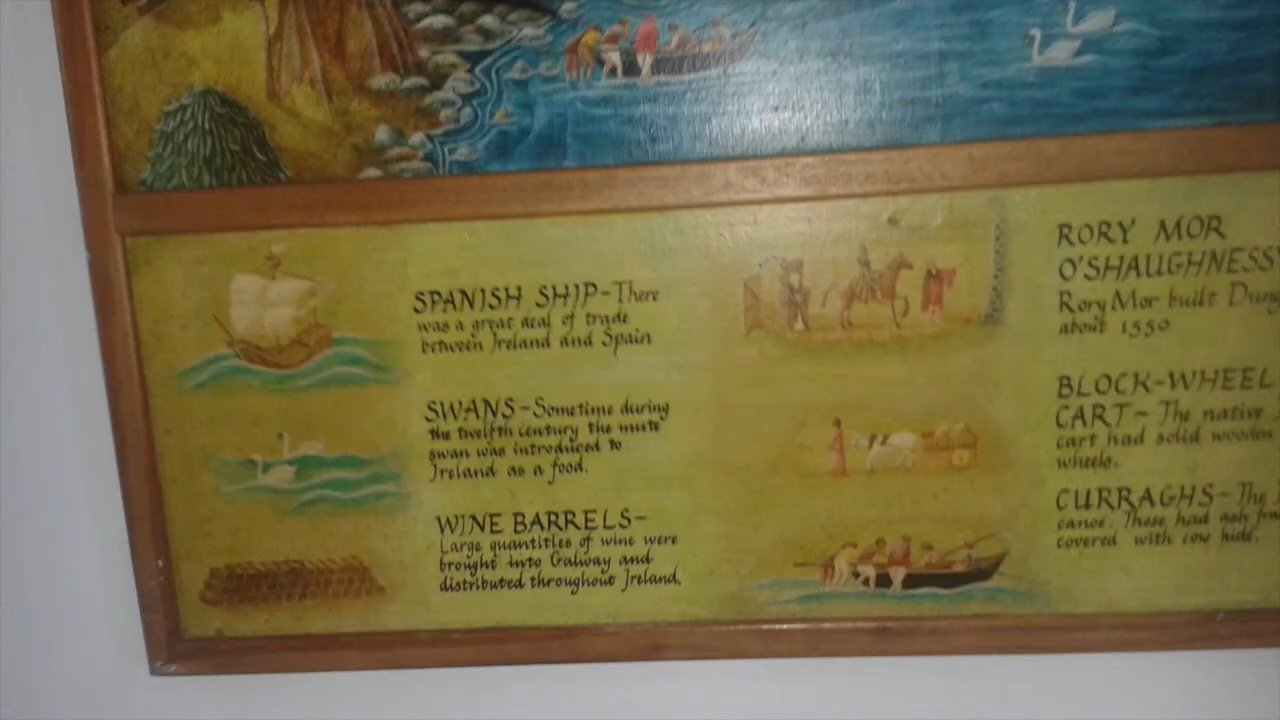 SPANISH SHIP-There
was a great deal of trade
between Ireland and Spain
SWANS-Sometime during
the twelfth century the mute
swan was introduced to
Ireland as a food.
WINE BARRELS-
Large quantities of wine were
brought into Galway and
distributed throughout Ireland.
RORY MOR
O'SHAUGHNESS
Rory Mor built
about 1550
BLOCK-WHEEL
CART- The native
cart had solid wooden
wheels.
CURRAGHS-The
canoe. These had ash
covered with cow hide.